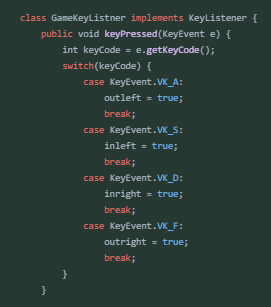 class GameKeyListner implements KeyListener {
public void keyPressed(KeyEvent e) {
int keyCode = e.getKeyCode();
switch(keyCode) {
case KeyEvent.VK_A:
outleft = true;
break;
case KeyEvent.VK_S:
inleft = true;
break;
case KeyEvent.VK_D:
inright = true;
break;
case KeyEvent.VK_F:
outright = true;
break;
}
}